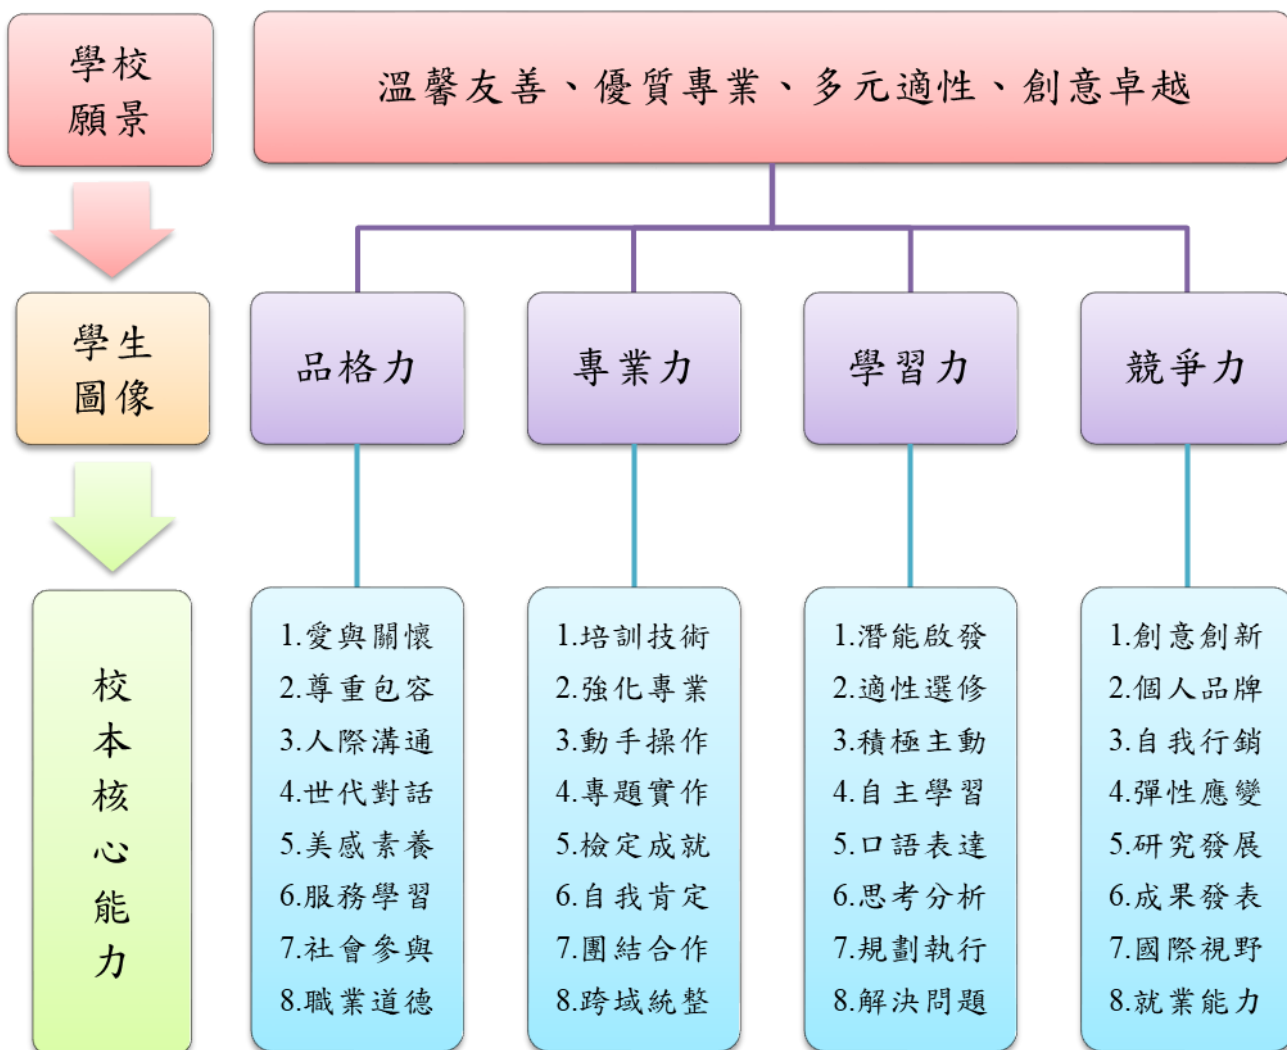 學校
願景
溫馨友善、優質專業、多元適性、創意卓越
學生
圖像
品格力
專業力
學習力
競爭力
校本核心能力
1.愛與關懷
2.尊重包容
3.人際溝通
4.世代對話
5.美感素養
6.服務學習
7.社會參與
8.職業道德
1.培訓技術
2.強化專業
3.動手操作
4.專題實作
5.檢定成就
6.自我肯定
7.團結合作
8.跨域統整
1.潛能啟發
2.適性選修
3.積極主動
4.自主學習
5.口語表達
6.思考分析
7.規劃執行
8.解決問題
1.創意創新
2.個人品牌
3.自我行銷
4.彈性應變
5.研究發展
6.成果發表
7.國際視野
8.就業能力